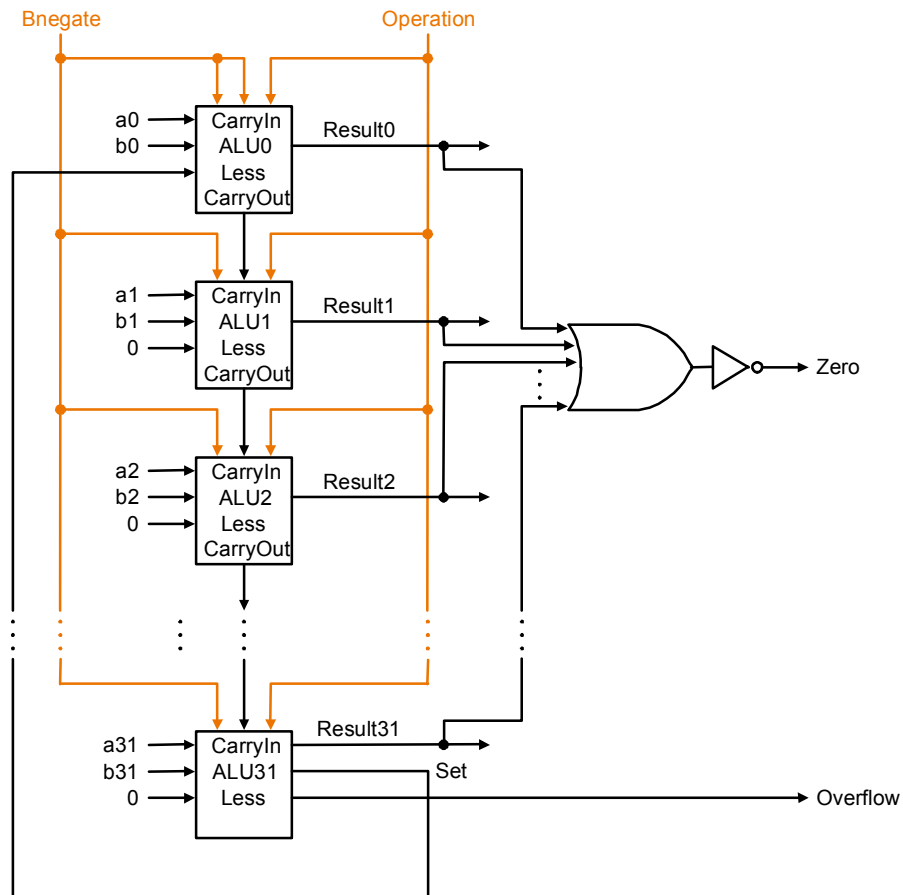 Bnegate
Operation
a0
b0
CarryIn
ALU0
Less
CarryOut
Result0
a1
b1
0
CarryIn
ALU1
Less
CarryOut
Result1
Zero
a2
b2
0
CarryIn
ALU2
Less
CarryOut
Result2
a31
b31
0
CarryIn
ALU31
Less
Result31
Set
Overflow